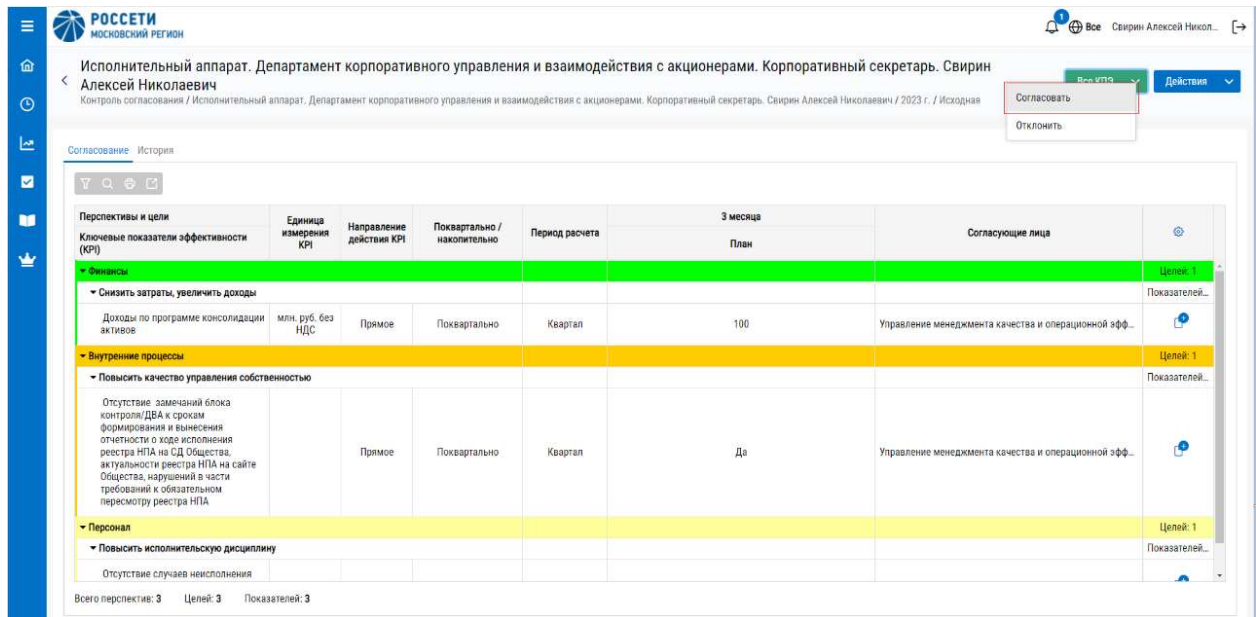 РОССЕТИ
МОСКОВСКИЙ РЕГИОН
1
Все
Свирин Алексей Никол...
Исполнительный аппарат. Департамент корпоративного управления и взаимодействия с акционерами. Корпоративный секретарь. Свирин
Алексей Николаевич
Контроль согласования / Исполнительный аппарат. Департамент корпоративного управления и взаимодействия с акционерами. Корпоративный секретарь. Свирин Алексей Николаевич / 2023 г. / Исходная
Все КПЭ
Действия
Согласовать
Отклонить
Согласование История
Перспективы и цели
Ключевые показатели эффективности
(KPI)
Единица
измерения
KPI
Направление
действия KPI
Поквартально /
накопительно
Период расчета
3 месяца
План
Согласующие лица
Финансы
Целей: 1
Снизить затраты, увеличить доходы
Показателей...
Доходы по программе консолидации
активов
млн. руб. без
НДС
Прямое
Поквартально
Квартал
100
Управление менеджмента качества и операционной эфф...
Внутренние процессы
Целей: 1
Повысить качество управления собственностью
Показателей...
Отсутствие замечаний блока
контроля/ДВА к срокам
формирования и вынесения
отчетности о ходе исполнения
реестра НПА на СД Общества,
актуальности реестра НПА на сайте
Общества, нарушений в части
требований к обязательном
пересмотру реестра НПА
Прямое
Поквартально
Квартал
Да
Управление менеджмента качества и операционной эфф...
Персонал
Целей: 1
Повысить исполнительскую дисциплину
Показателей...
Отсутствие случаев неисполнения
Всего перспектив: 3 Целей: 3 Показателей: 3